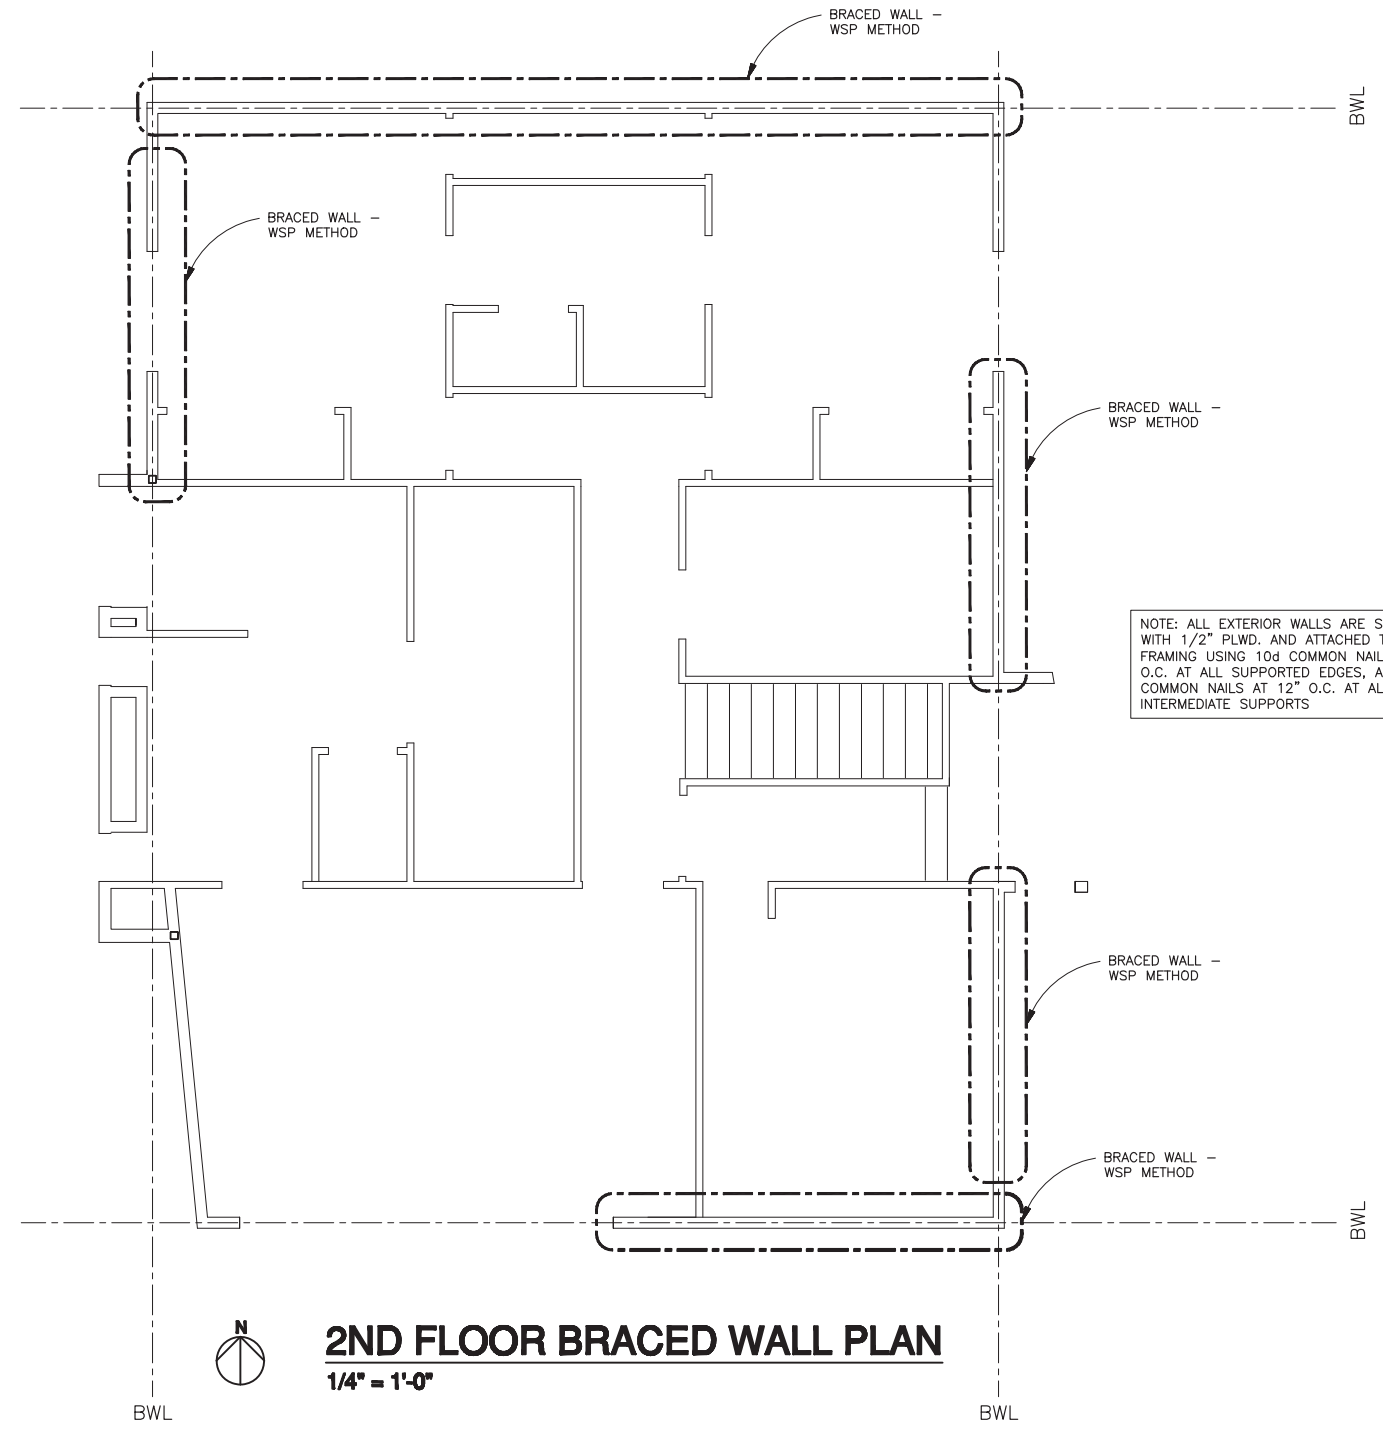 BRACED WALL –
WSP METHOD
BWL
BRACED WALL –
WSP METHOD
BRACED WALL –
WSP METHOD
NOTE: ALL EXTERIOR WALLS ARE
WITH 1/2" PLWD. AND ATTACHED
FRAMING USING 10d COMMON
O.C. AT ALL SUPPORTED EDGES,
COMMON NAILS AT 12" O.C. AT
INTERMEDIATE SUPPORTS
BRACED WALL –
WSP METHOD
BRACED WALL –
WSP METHOD
BWL
N
2ND FLOOR BRACED WALL PLAN
1/4" = 1'-0"
BWL
BWL